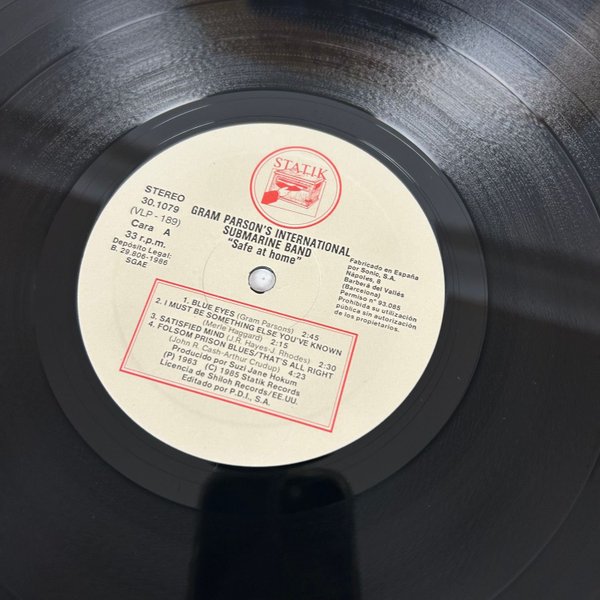 STATIK
STEREO
30.1079
(VLP - 189)
Cara A
33 r.p.m.
Depósito Legal:
B. 29.806-1986
SGAE
GRAM PARSON'S INTERNATIONAL
SUBMARINE BAND
"Safe at home"
Fabricado en España
por Sonic, S.A.
Nápoles, 8
Barberá del Vallés
(Barcelona)
Permiso n° 93.085
Prohibida su utilización
publica sin autorización
de los propietarios.
1. BLUE EYES (Gram Parsons) 2:45
2. I MUST BE SOMETHING ELSE YOU'VE KNOWN
(Merle Haggard) 2:15
3. SATISFIED MIND (J.R. Hayes-J. Rhodes) 2:30
4. FOLSOM PRISON BLUES/THAT'S ALL RIGHT
(John R. Cash-Arthur Crudup) 4:23
Producido por Suzi Jane Hokum
(P) 1963 (C) 1985 Statik Records
Licencia de Shiloh Records/EE.UU.
Editado por P.D.I., S.A.